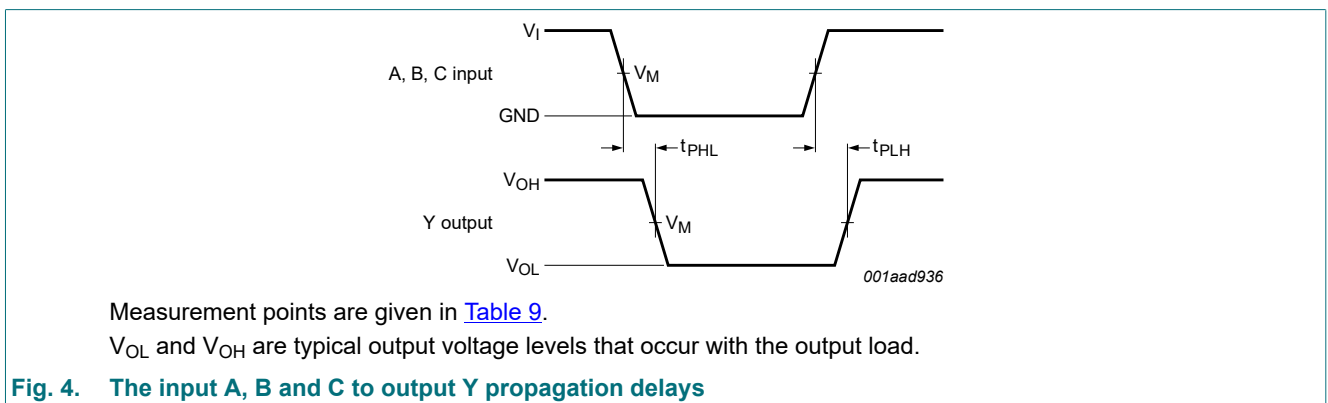 VI
A, B, C input
VM
GND
tPHL
tPLH
VOH
Y output
VM
VOL
001aad936
Measurement points are given in Table 9.
VOL and VOH are typical output voltage levels that occur with the output load.
Fig. 4. The input A, B and C to output Y propagation delays